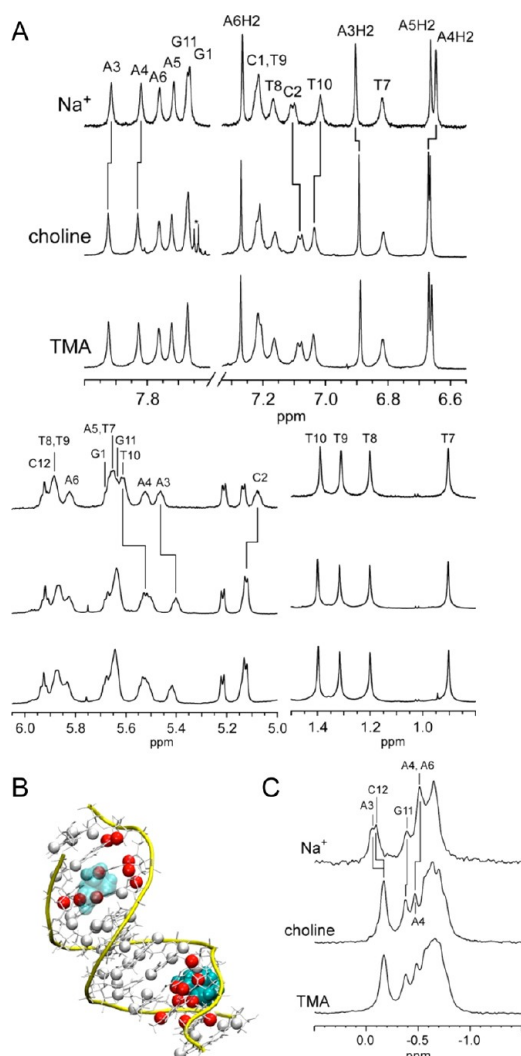 A
A3 A4 A6 A5 G11 G1 A6H2 C1,T9 T8 C2 T10 A3H2 T7 A5H2 A4H2
Na+
choline
*
TMA
7.8 7.2 7.0 6.8 6.6
ppm
C12 T8,T9 A6 G1 A5,T7 G11 T10 A4 A3 C2 T10 T9 T8 T7
6.0 5.8 5.6 5.4 5.2 5.0 1.4 1.2 1.0
ppm ppm
B
C
A3 C12 G11 A4, A6
Na+
choline
A4
TMA
0.0 -0.5 -1.0
ppm